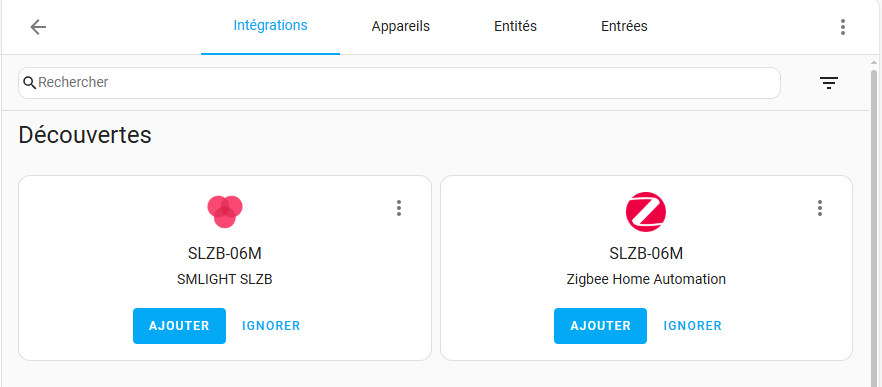 Intégrations Appareils Entités Entrées
Rechercher
Découvertes
SLZB-06M
SMLIGHT SLZB
AJOUTER IGNORER
SLZB-06M
Zigbee Home Automation
AJOUTER IGNORER